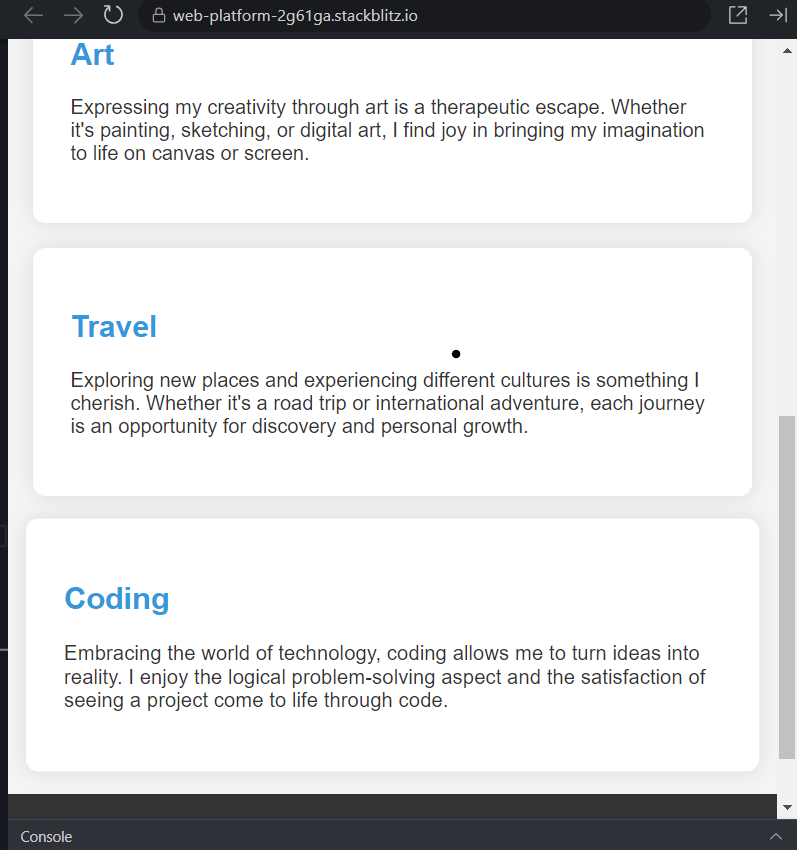 web-platform-2g61ga.stackblitz.io
Art
Expressing my creativity through art is a therapeutic escape. Whether
it's painting, sketching, or digital art, I find joy in bringing my imagination
to life on canvas or screen.
Travel
Exploring new places and experiencing different cultures is something I
cherish. Whether it's a road trip or international adventure, each journey
is an opportunity for discovery and personal growth.
Coding
Embracing the world of technology, coding allows me to turn ideas into
reality. I enjoy the logical problem-solving aspect and the satisfaction of
seeing a project come to life through code.
Console